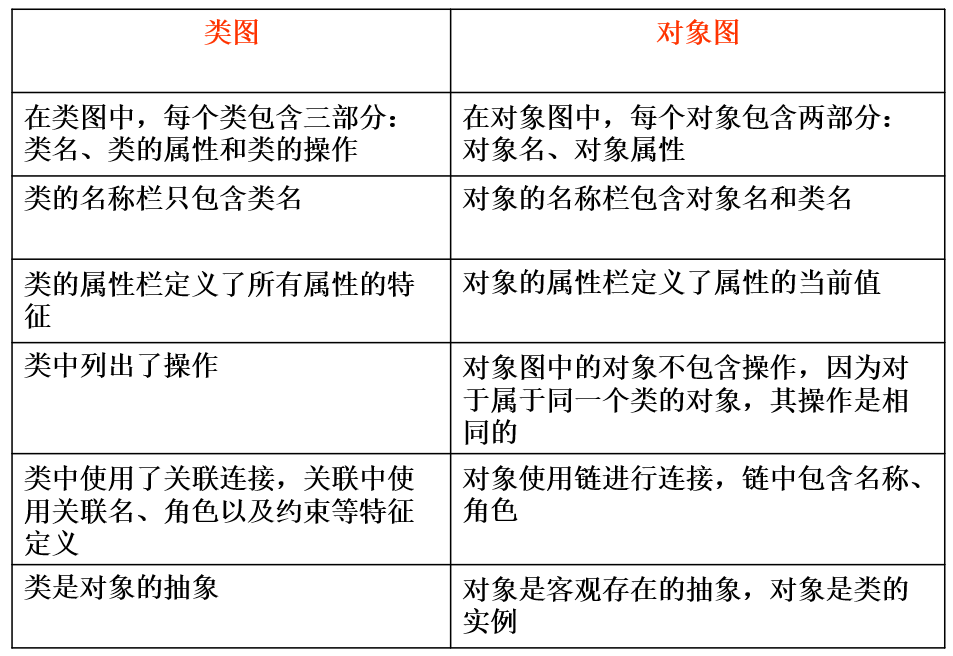 类图
对象图
在类图中，每个类包含三部分：
类名、类的属性和类的操作
在对象图中，每个对象包含两部分：
对象名、对象属性
类的名称栏只包含类名
对象的名称栏包含对象名和类名
类的属性栏定义了所有属性的特
征
对象的属性栏定义了属性的当前值
类中列出了操作
对象图中的对象不包含操作，因为对
于属于同一个类的对象，其操作是相
同的
类中使用了关联连接，关联中使
用关联名、角色以及约束等特征
定义
对象使用链进行连接，链中包含名称、
角色
类是对象的抽象
对象是客观存在的抽象，对象是类的
实例